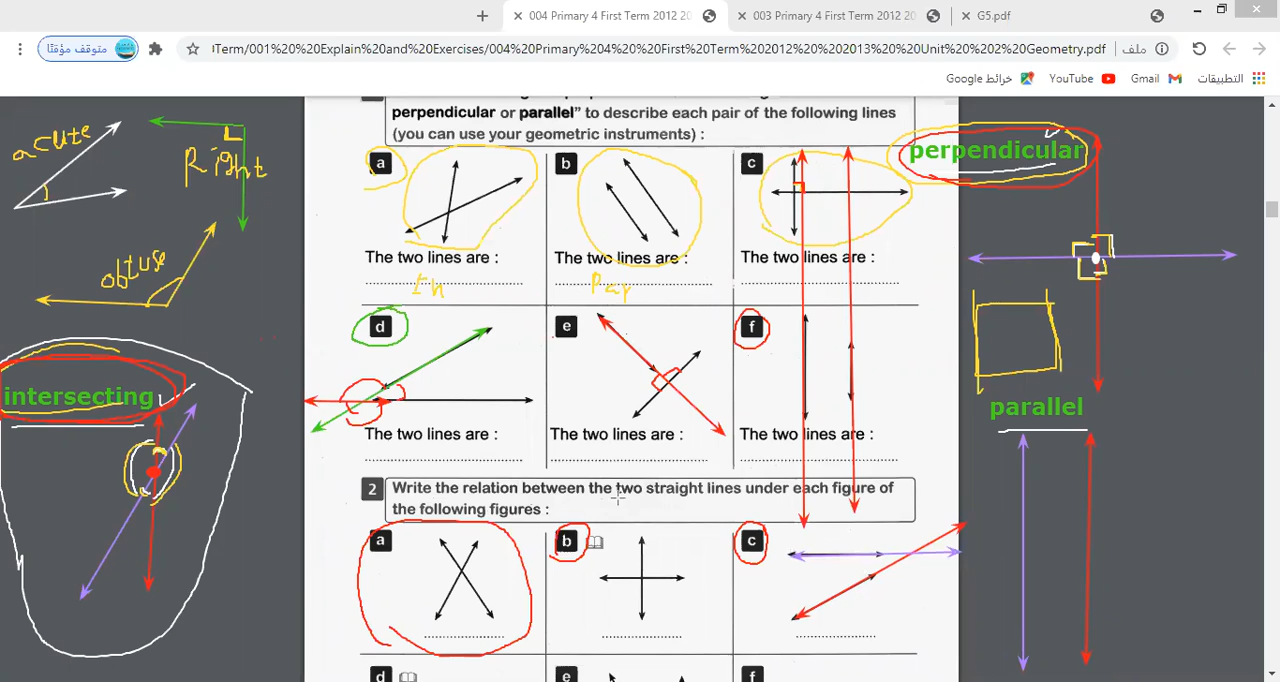 004 Primary 4 First Term 2012 20
003 Primary 4 First Term 2012 20
G5.pdf
متوقف مؤقتًا
ITerm/001%20%20Explain%20and%20Exercises/004%20Primary%204%20%20First%20Term%202012%20%202013%20%20Unit%20%202%20Geometry.pdf
ملف
خرائط Google
YouTube
Gmail
التطبيقات
perpendicular or parallel" to describe each pair of the following lines
(you can use your geometric instruments) :
acute
Right
obtuse
intersecting
perpendicular
parallel
a
b
c
The two lines are :
The two lines are :
The two lines are :
In
Par
d
e
f
The two lines are :
The two lines are :
The two lines are :
2 Write the relation between the two straight lines under each figure of
the following figures :
a
b
c
d
e
f